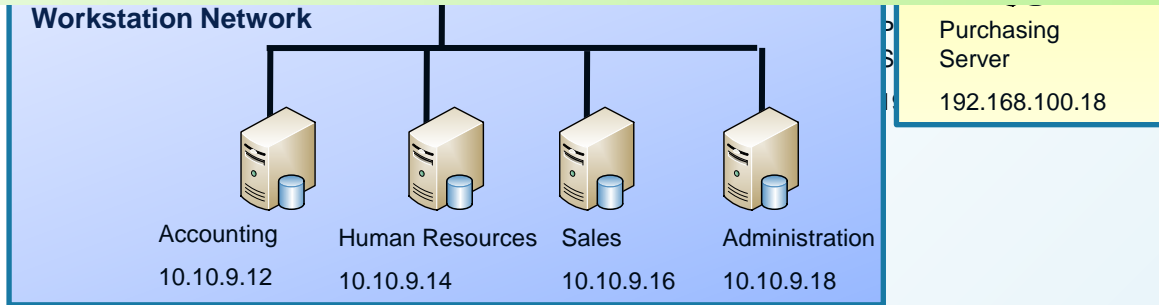 Workstation Network
Purchasing
Server
192.168.100.18
Accounting
Human Resources
Sales
Administration
10.10.9.12
10.10.9.14
10.10.9.16
10.10.9.18